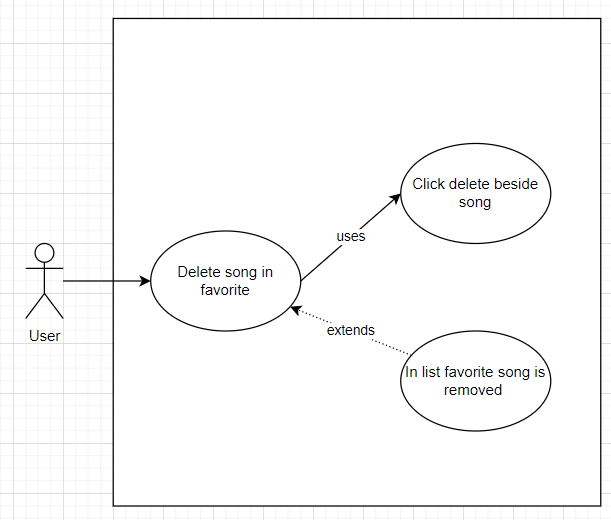 Click delete beside
song
uses
Delete song in
favorite
User
extends
In list favorite song is
removed